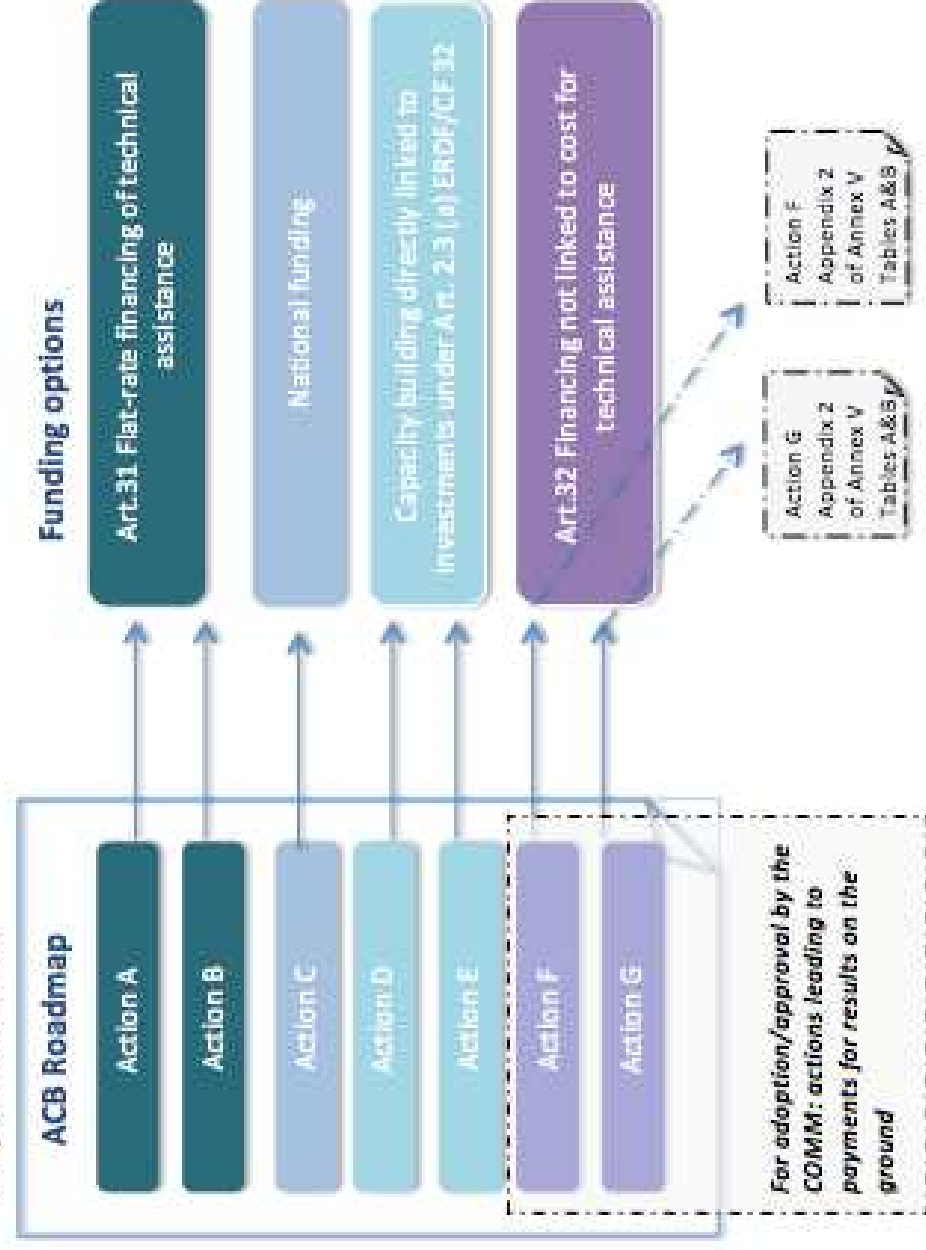 ACB Roadmap
Action A
Action B
Action C
Action D
Action E
Action F
Action G
For adoption/approval by the
COMM: actions leading to
payments for results on the
ground
Funding options
Art.31 Flat-rate financing of technical
assistance
National funding
Capacity building directly linked to
investments under Art. 2.3 (a) ERDF/CF 32
Art.32 Financing not linked to cost for
technical assistance
Action G
Appendix 2
of Annex V
Tables A&B
Action F
Appendix 2
of Annex V
Tables A&B